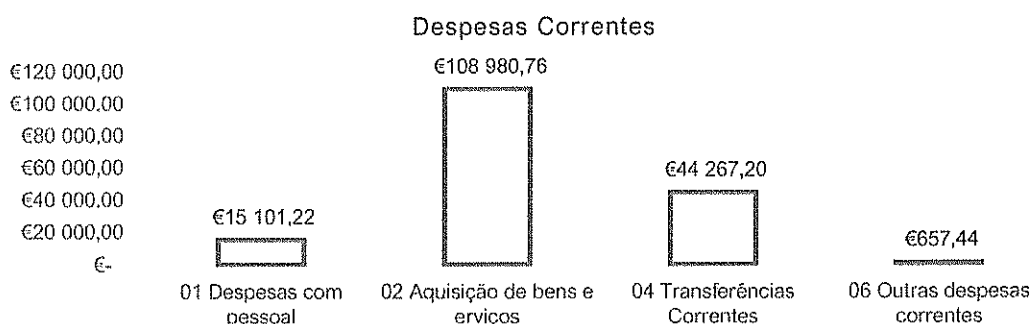 Despesas Correntes
€120 000,00
€100 000,00
€80 000,00
€60 000,00
€40 000,00
€20 000,00
€-
€15 101,22
€108 980,76
€44 267,20
€657,44
01 Despesas com
pessoal
02 Aquisição de bens e
erviços
04 Transferências
Correntes
06 Outras despesas
correntes